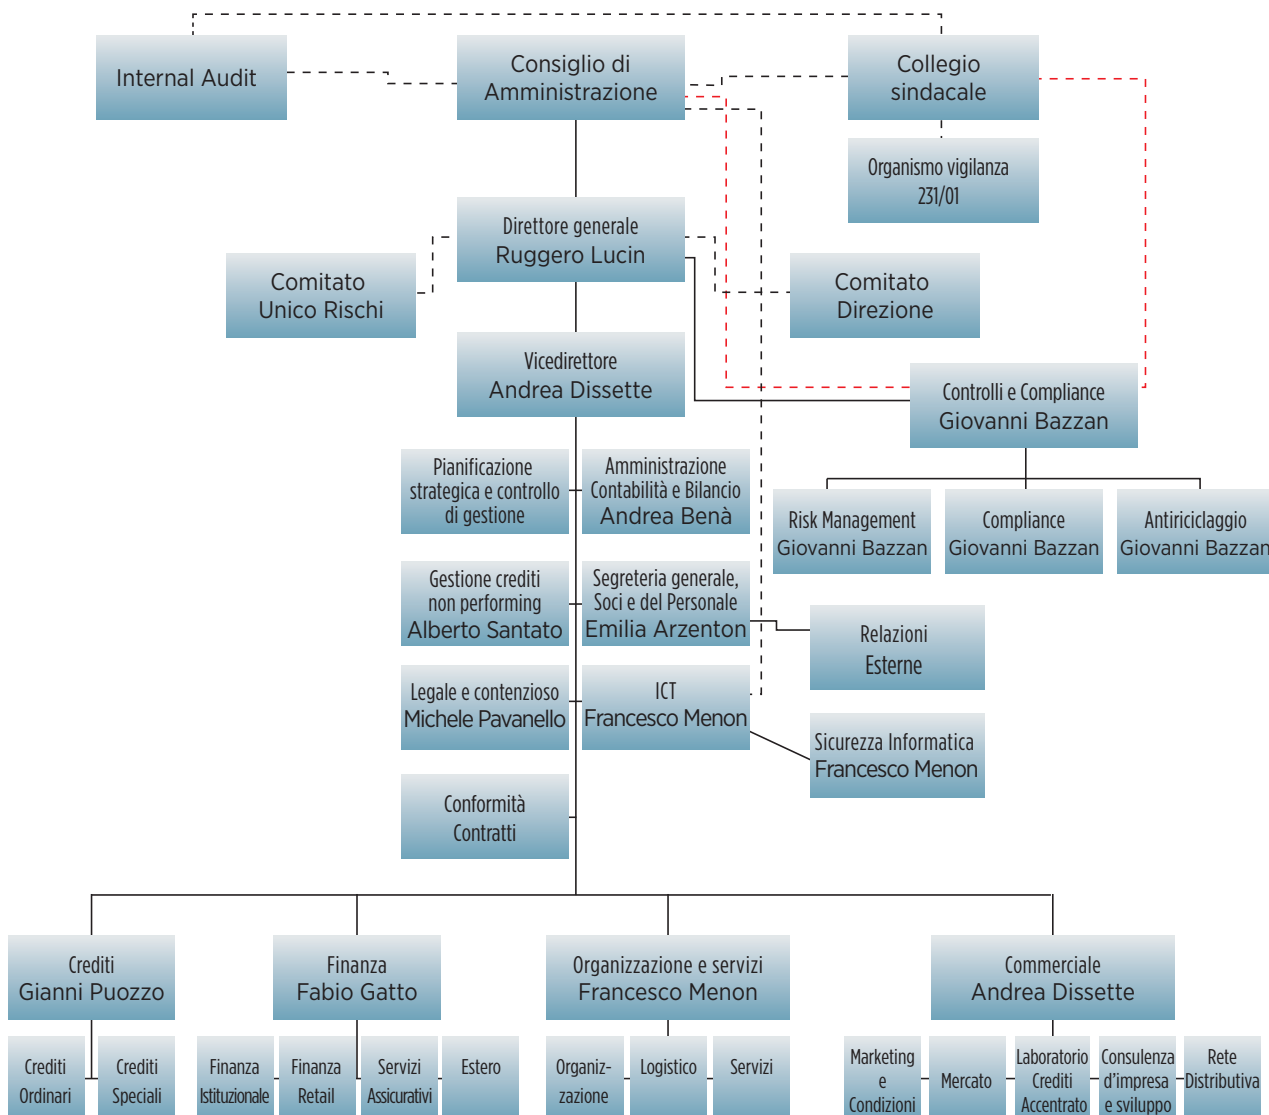 Internal Audit
Consiglio di
Amministrazione
Collegio
sindacale
Organismo vigilanza
231/01
Direttore generale
Ruggero Lucin
Comitato
Unico Rischi
Comitato
Direzione
Vicedirettore
Andrea Dissette
Controlli e Compliance
Giovanni Bazzan
Pianificazione
strategica e controllo
di gestione
Amministrazione
Contabilità e Bilancio
Andrea Benà
Risk Management
Giovanni Bazzan
Compliance
Giovanni Bazzan
Antiriciclaggio
Giovanni Bazzan
Gestione crediti
non performing
Alberto Santato
Segreteria generale,
Soci e del Personale
Emilia Arzenton
Relazioni
Esterne
Legale e contenzioso
Michele Pavanello
ICT
Francesco Menon
Sicurezza Informatica
Francesco Menon
Conformità
Contratti
Crediti
Gianni Puozzo
Finanza
Fabio Gatto
Organizzazione e servizi
Francesco Menon
Commerciale
Andrea Dissette
Crediti
Ordinari
Crediti
Speciali
Finanza
Istituzionale
Finanza
Retail
Servizi
Assicurativi
Estero
Organiz-
zazione
Logistico
Servizi
Marketing
e
Condizioni
Mercato
Laboratorio
Crediti
Accentrato
Consulenza
d'impresa
e sviluppo
Rete
Distributiva